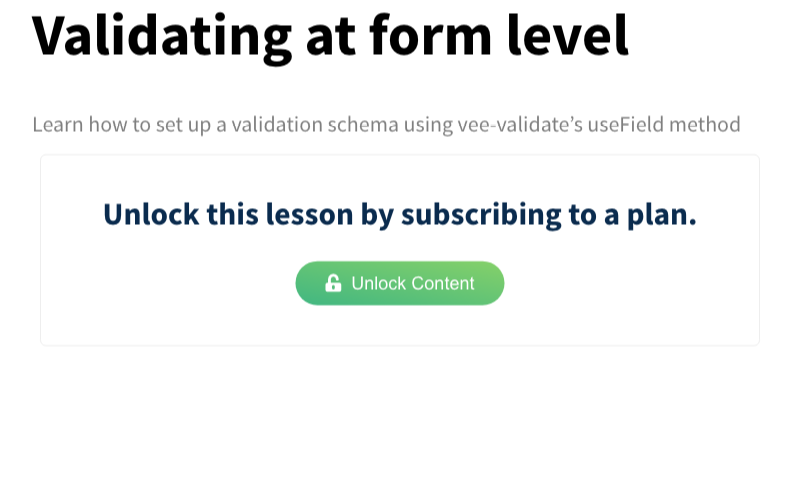 Validating at form level
Learn how to set up a validation schema using vee-validate’s useField method
Unlock this lesson by subscribing to a plan.
Unlock Content